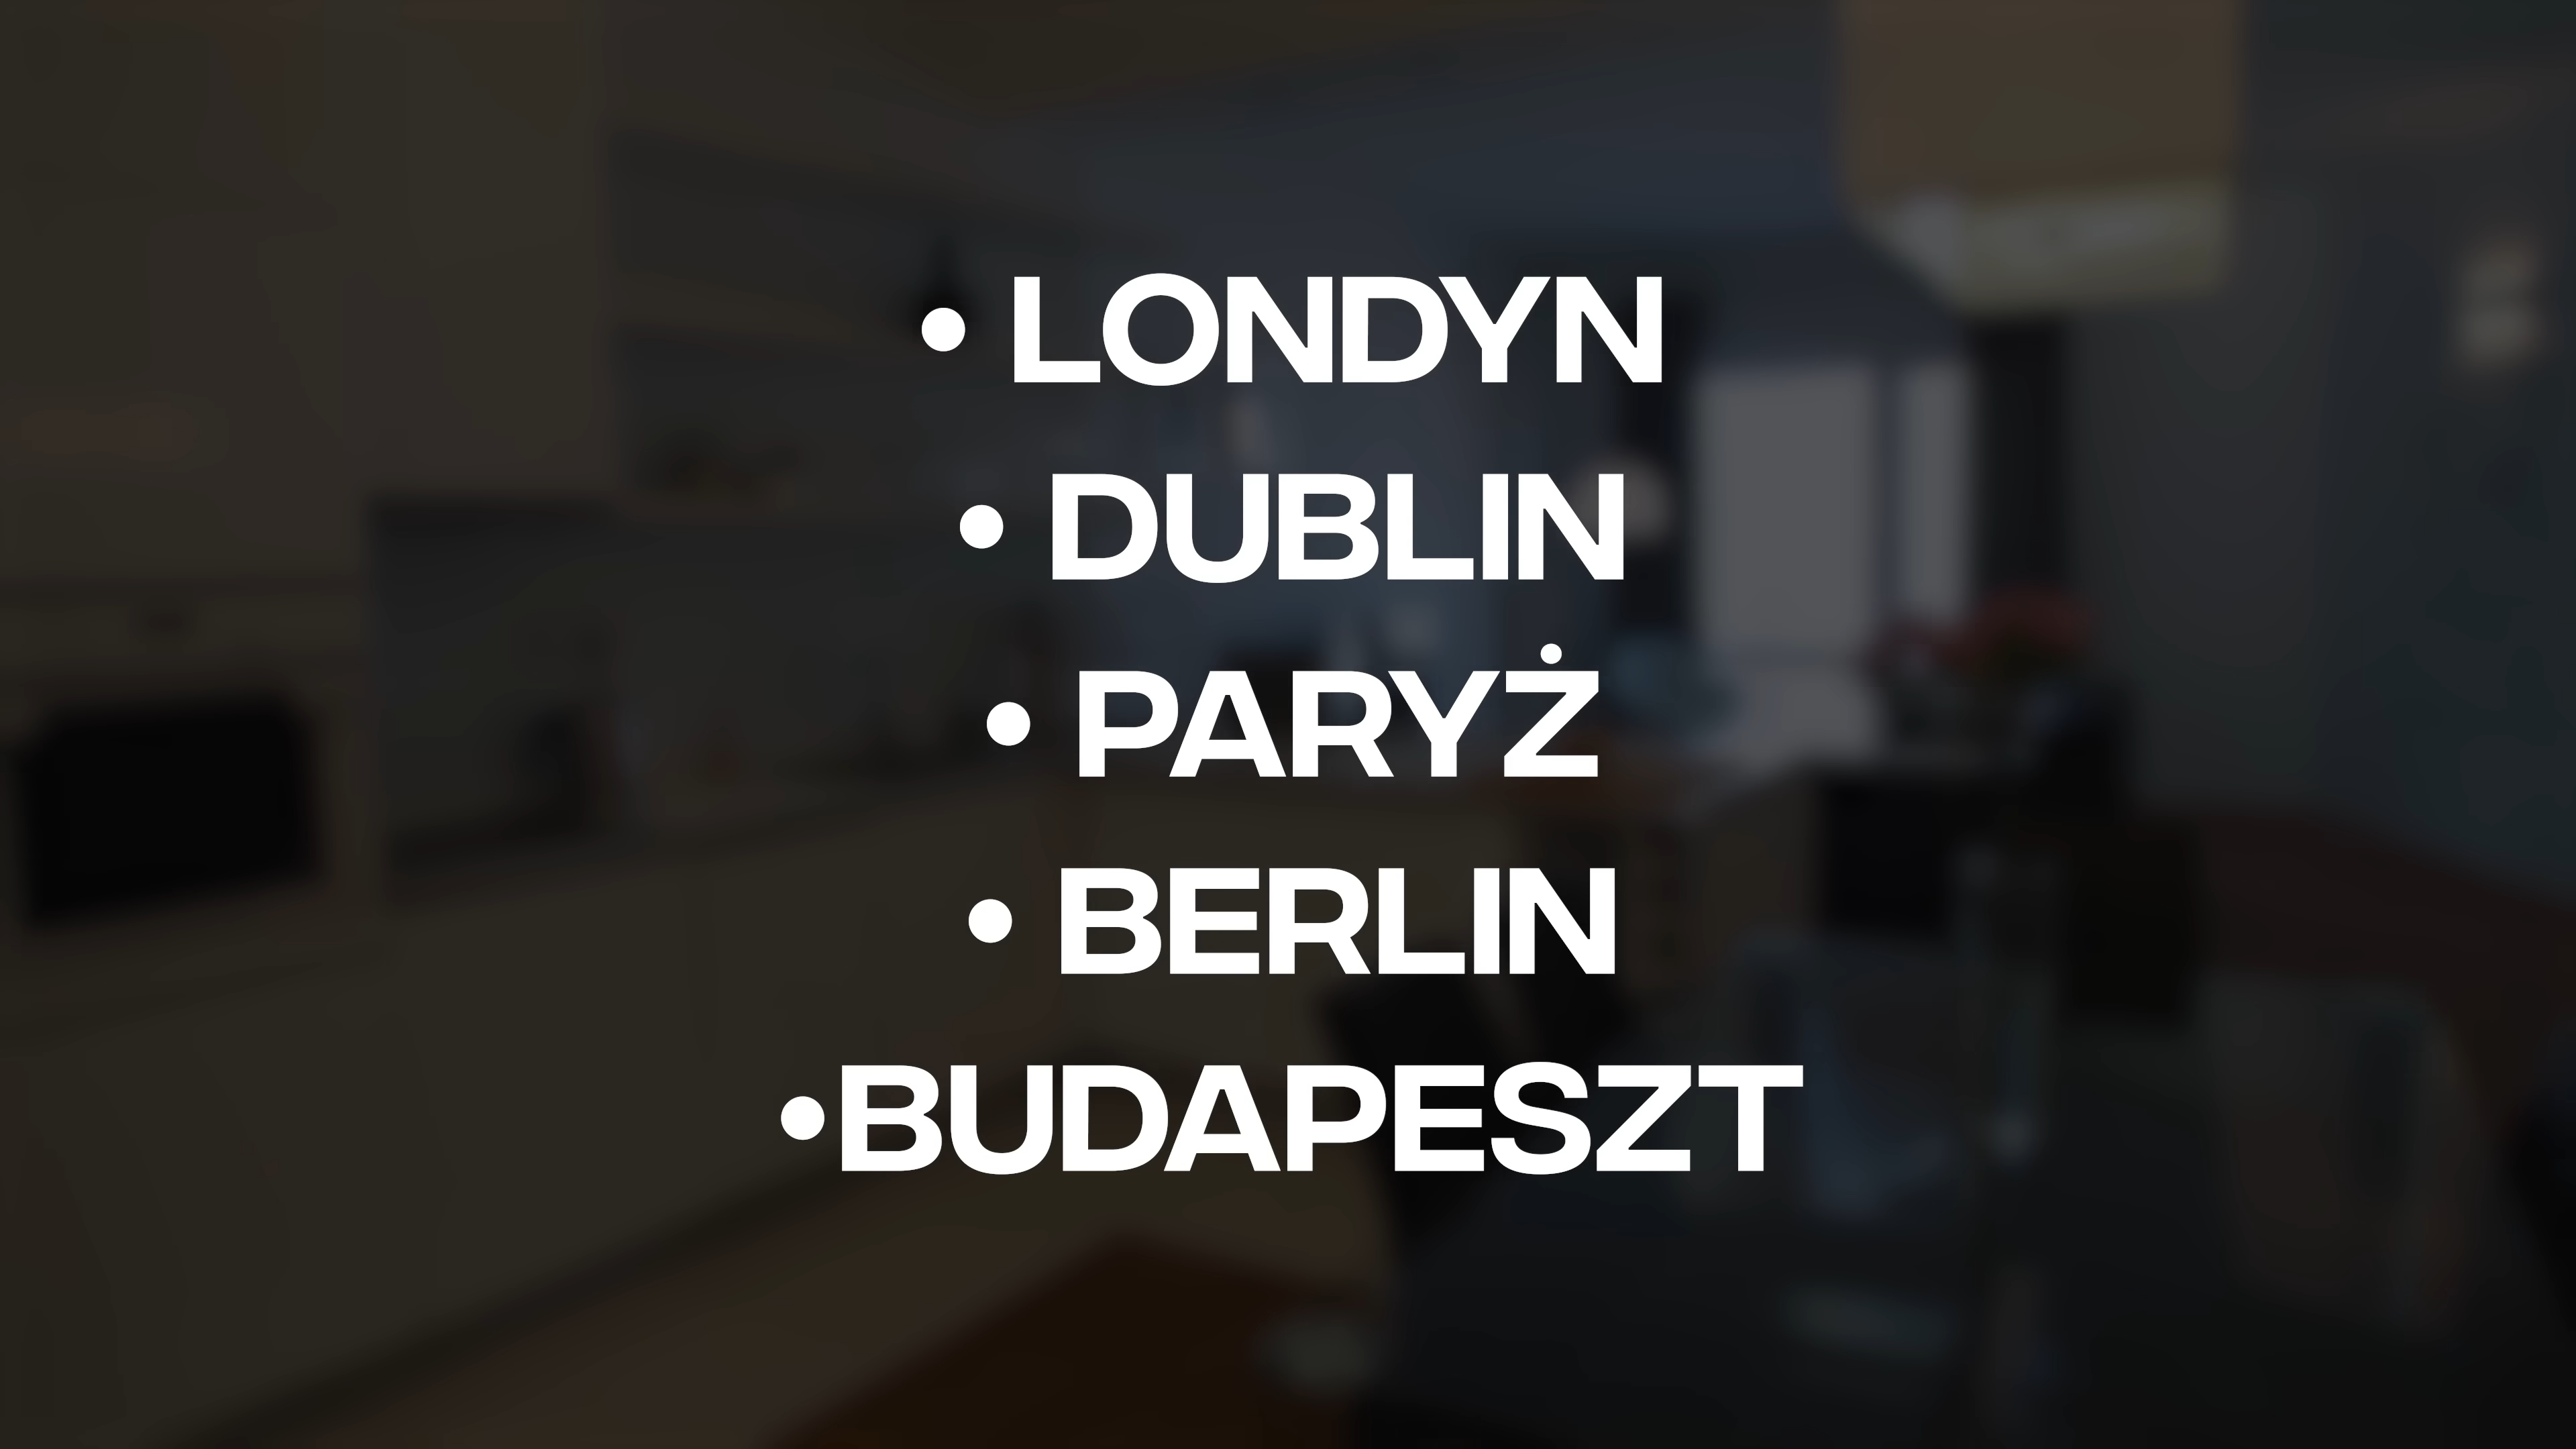 • LONDYN
• DUBLIN
• PARYŻ
• BERLIN
•BUDAPESZT